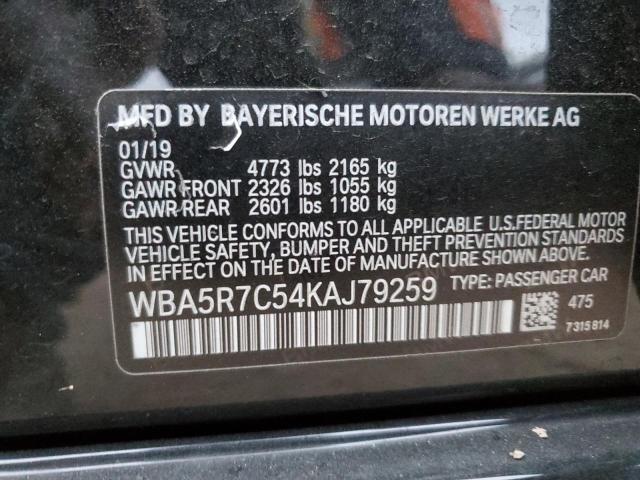 MFD BY BAYERISCHE MOTOREN WERKE AG
01/19
GVWR 4773 lbs 2165 kg
GAWR FRONT 2326 lbs 1055 kg
GAWR REAR 2601 lbs 1180 kg
THIS VEHICLE CONFORMS TO ALL APPLICABLE U.S.FEDERAL MOTOR
VEHICLE SAFETY, BUMPER AND THEFT PREVENTION STANDARDS
IN EFFECT ON THE DATE OF MANUFACTURE SHOWN ABOVE.
WBA5R7C54KAJ79259 TYPE: PASSENGER CAR
475
7315814